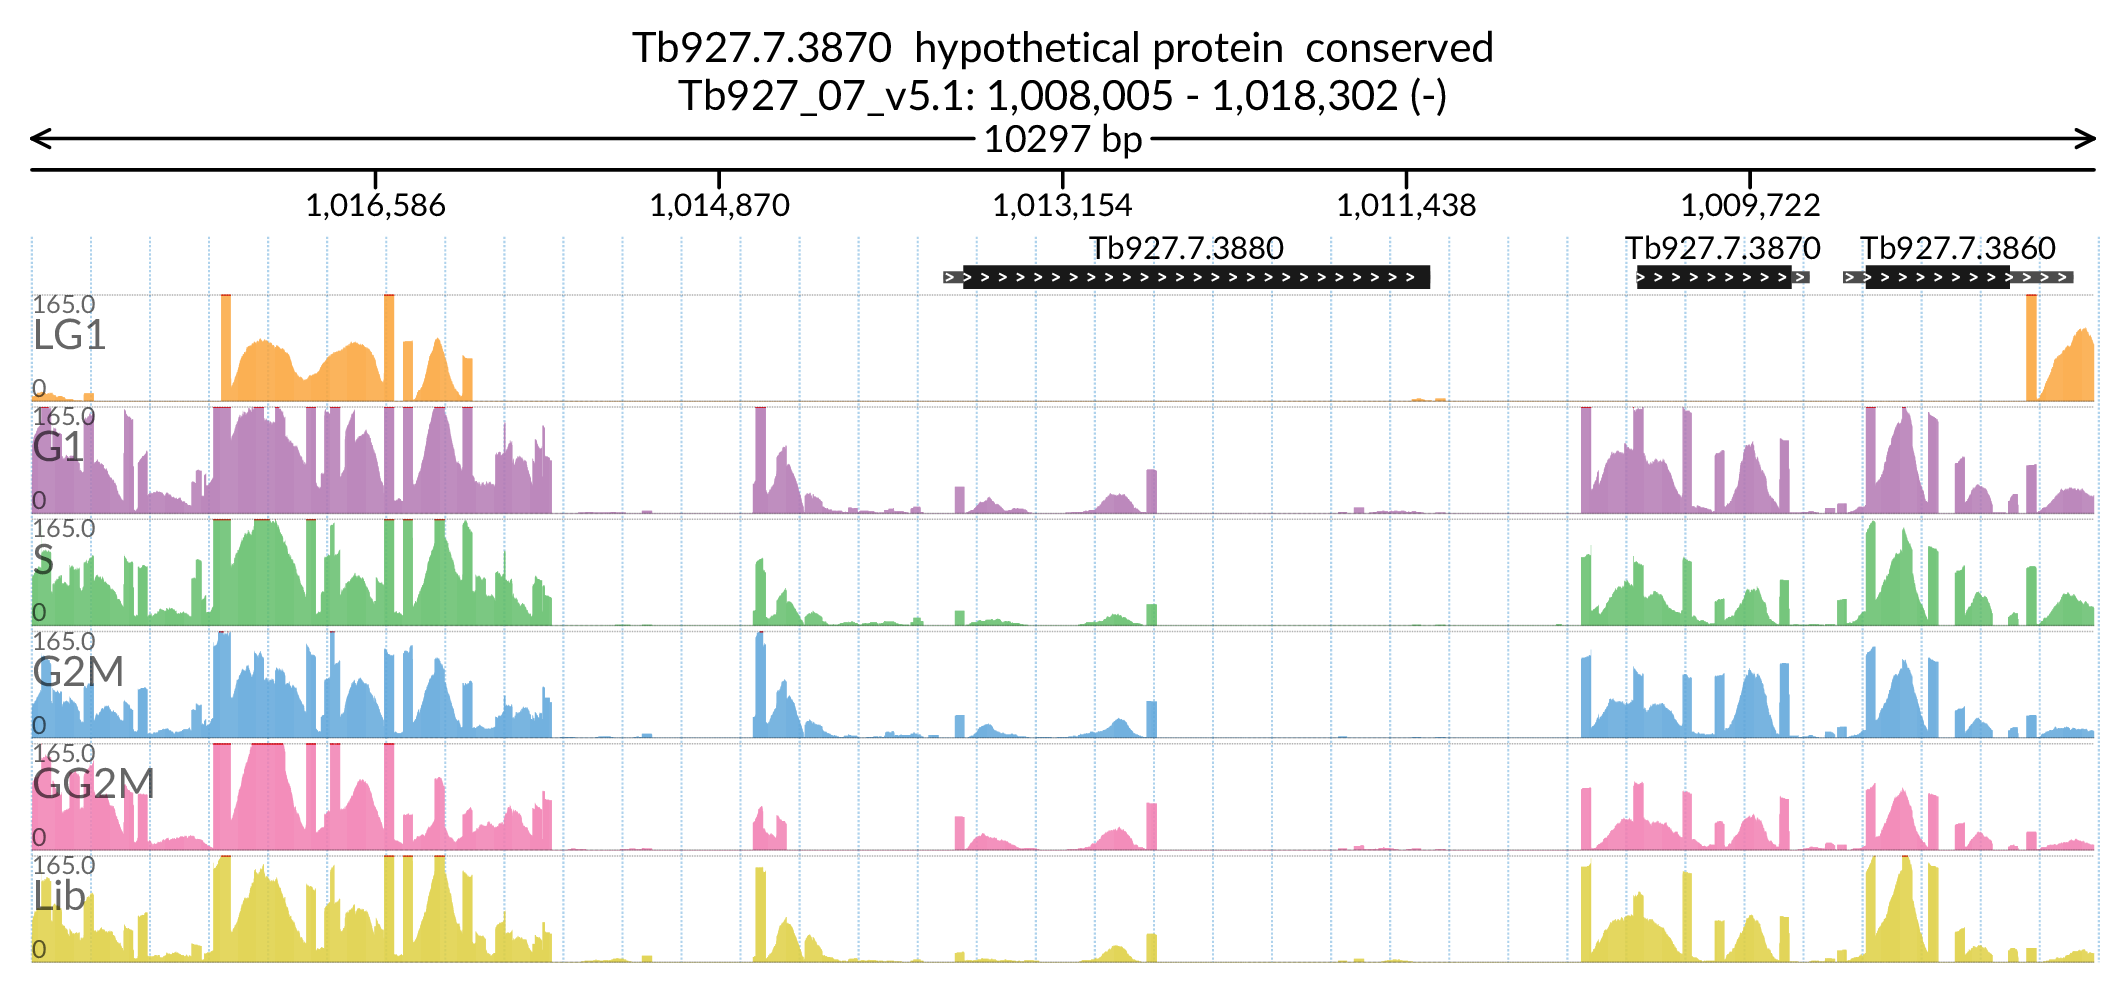 Tb927.7.3870  hypothetical protein  conserved
Tb927_07_v5.1: 1,008,005 - 1,018,302 (-)
10297 bp
1,016,586 1,014,870 1,013,154 1,011,438 1,009,722
Tb927.7.3880 Tb927.7.3870 Tb927.7.3860
165.0
LG1
0
165.0
G1
0
165.0
S
0
165.0
G2M
0
165.0
GG2M
0
165.0
Lib
0